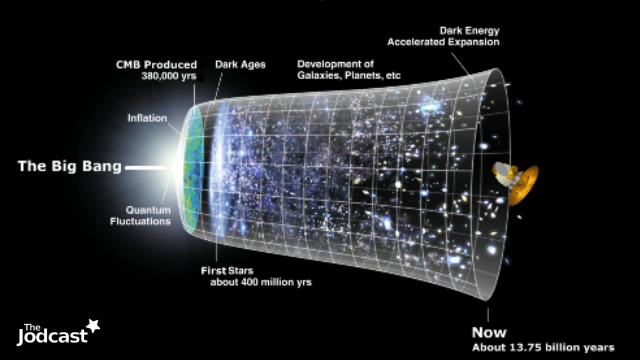 Dark Energy
Accelerated Expansion
CMB Produced
380,000 yrs
Dark Ages
Development of
Galaxies, Planets, etc
Inflation
The Big Bang
Quantum
Fluctuations
First Stars
about 400 million yrs
The
Jodcast
Now
About 13.75 billion years